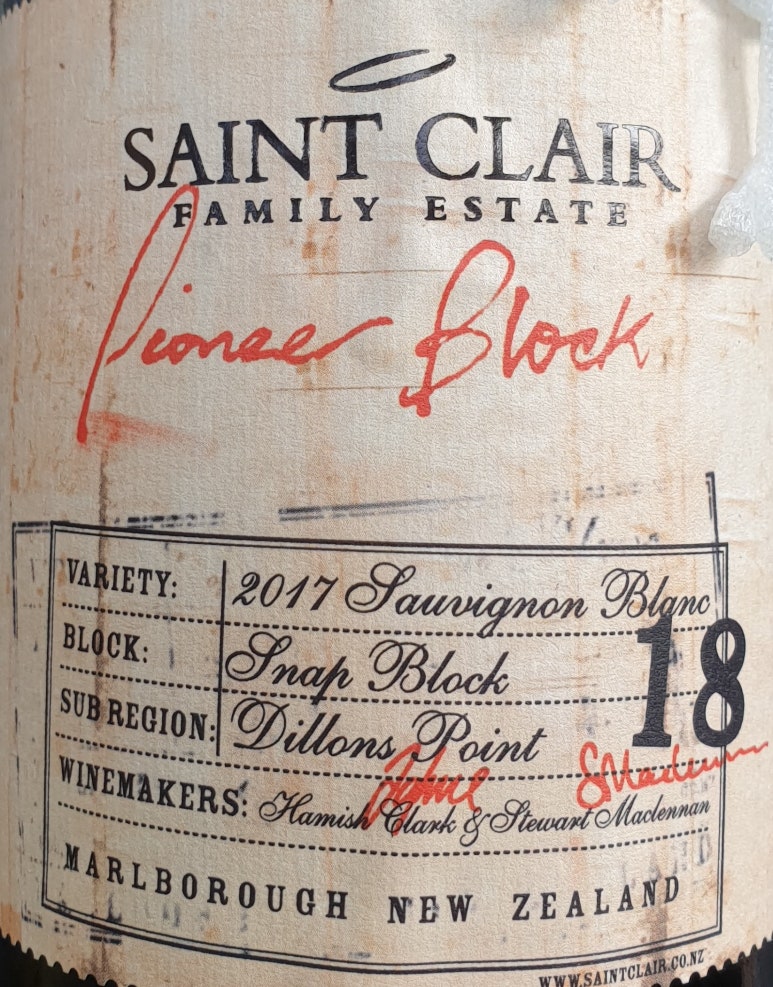 SAINT CLAIR
FAMILY ESTATE
Pioneer Block
VARIETY: 2017 Sauvignon Blanc
BLOCK: Snap Block 18
SUB REGION: Dillons Point
WINEMAKERS: Hamish Clark & Stewart Maclennan
MARLBOROUGH NEW ZEALAND
WWW.SAINTCLAIR.CO.NZ